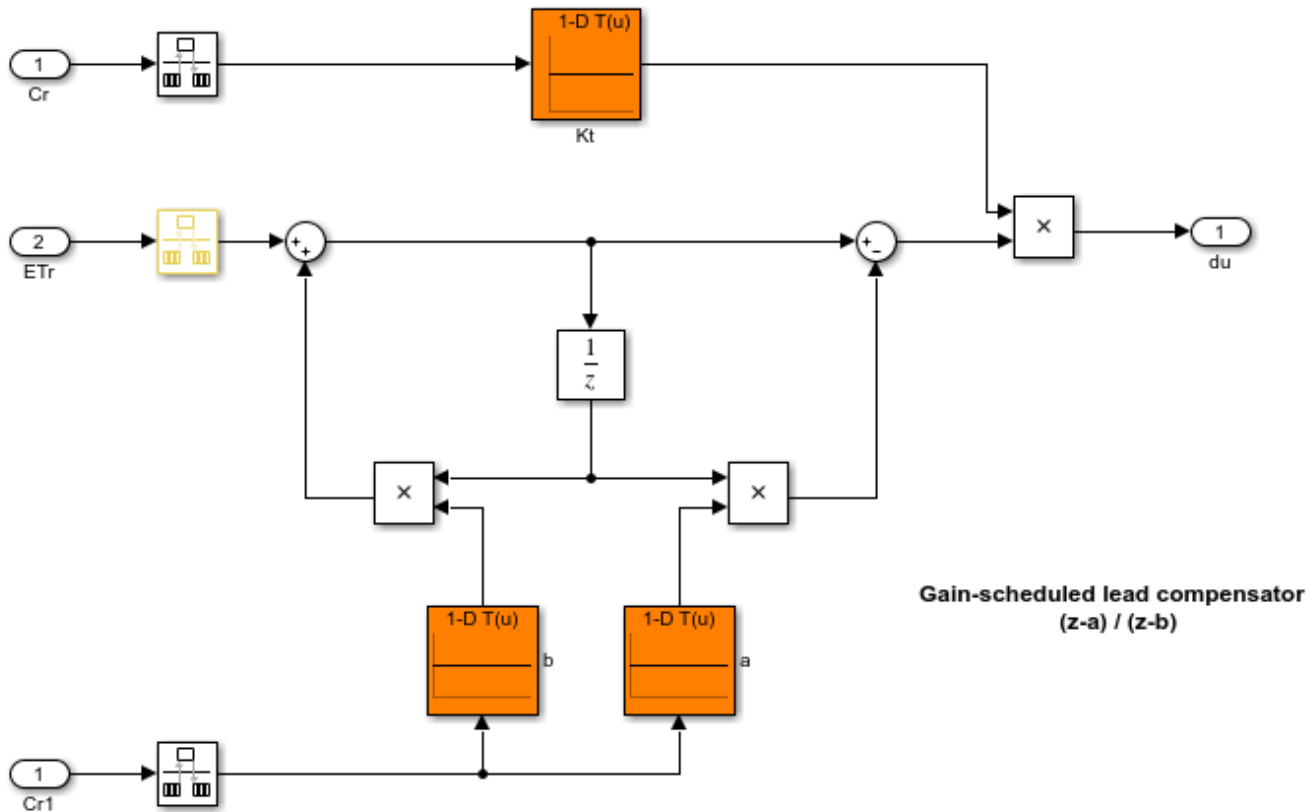 1-D T(u)
1
Cr
Kt
2
ETr
+
+
+
−
×
1
du
1
z
×
×
Gain-scheduled lead compensator
(z-a) / (z-b)
1-D T(u)
b
1-D T(u)
a
1
Cr1